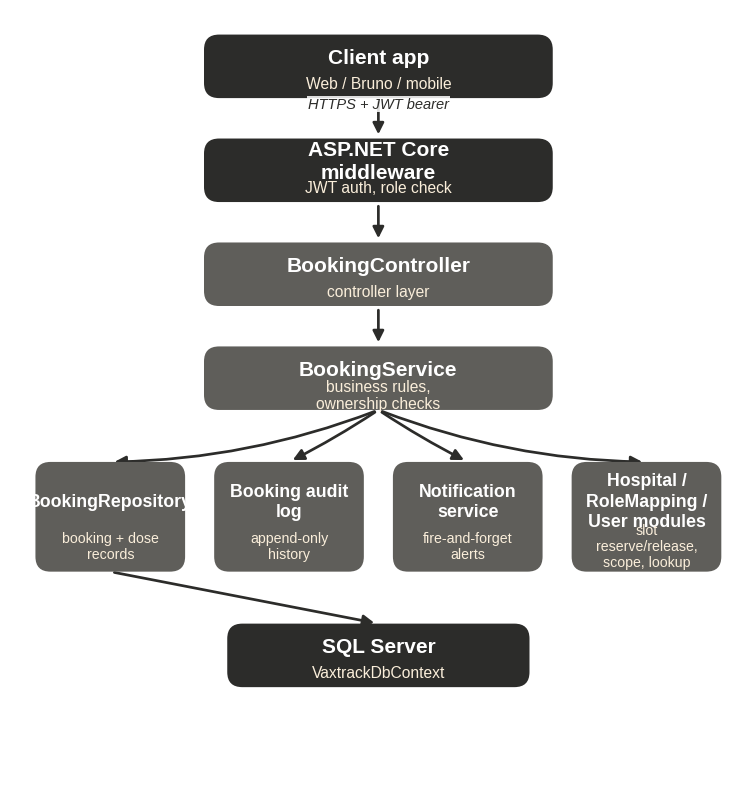 Client app
Web / Bruno / mobile
HTTPS + JWT bearer
ASP.NET Core
middleware
JWT auth, role check
BookingController
controller layer
BookingService
business rules,
ownership checks
BookingRepository
booking + dose
records
Booking audit
log
append-only
history
Notification
service
fire-and-forget
alerts
Hospital /
RoleMapping /
User modules
slot
reserve/release,
scope, lookup
SQL Server
VaxtrackDbContext